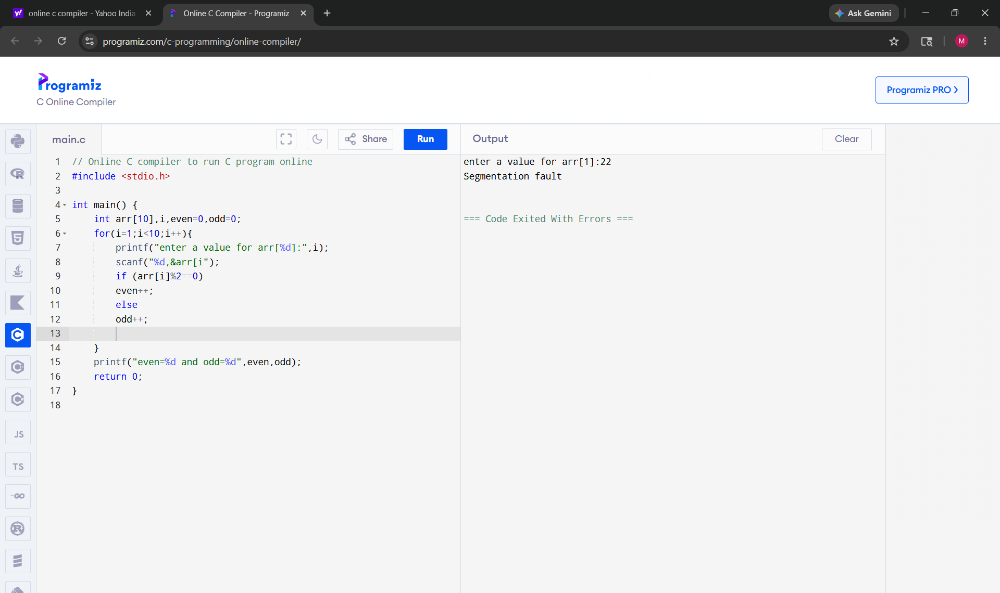 online c compiler - Yahoo India
Online C Compiler - Programiz
Ask Gemini
programiz.com/c-programming/online-compiler/
M
Programiz
C Online Compiler
Programiz PRO
main.c
Share
Run
Output
Clear
1 // Online C compiler to run C program online
2 #include <stdio.h>
3
4 int main() {
5 int arr[10],i,even=0,odd=0;
6 for(i=1;i<10;i++){
7 printf("enter a value for arr[%d]:",i);
8 scanf("%d,&arr[i");
9 if (arr[i]%2==0)
10 even++;
11 else
12 odd++;
13
14 }
15 printf("even=%d and odd=%d",even,odd);
16 return 0;
17 }
18
enter a value for arr[1]:22
Segmentation fault
=== Code Exited With Errors ===
JS
TS
GO